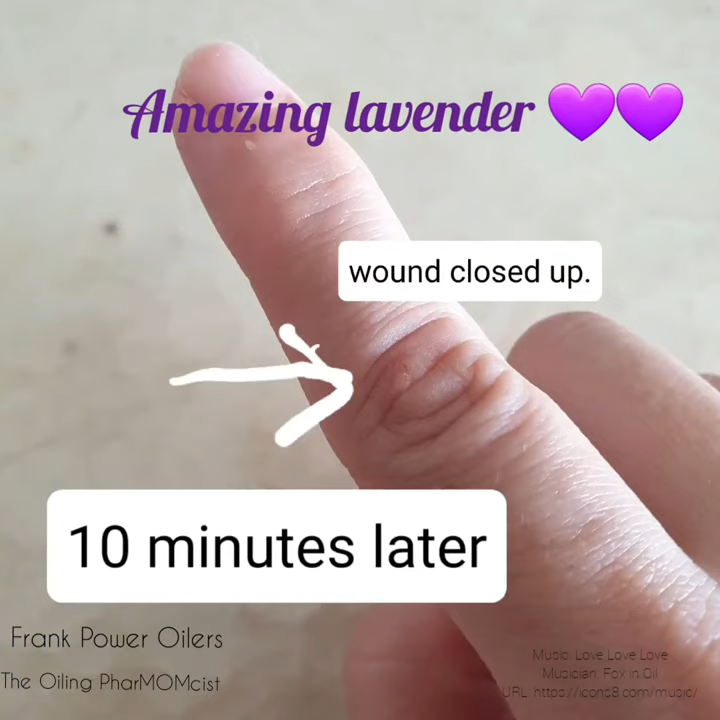 Amazing lavender 💜💜
wound closed up.
10 minutes later
Frank Power Oilers
The Oiling PharMOMcist
Music: Love Love Love
Musician: Fox in Oil
URL: https://icons8.com/music/